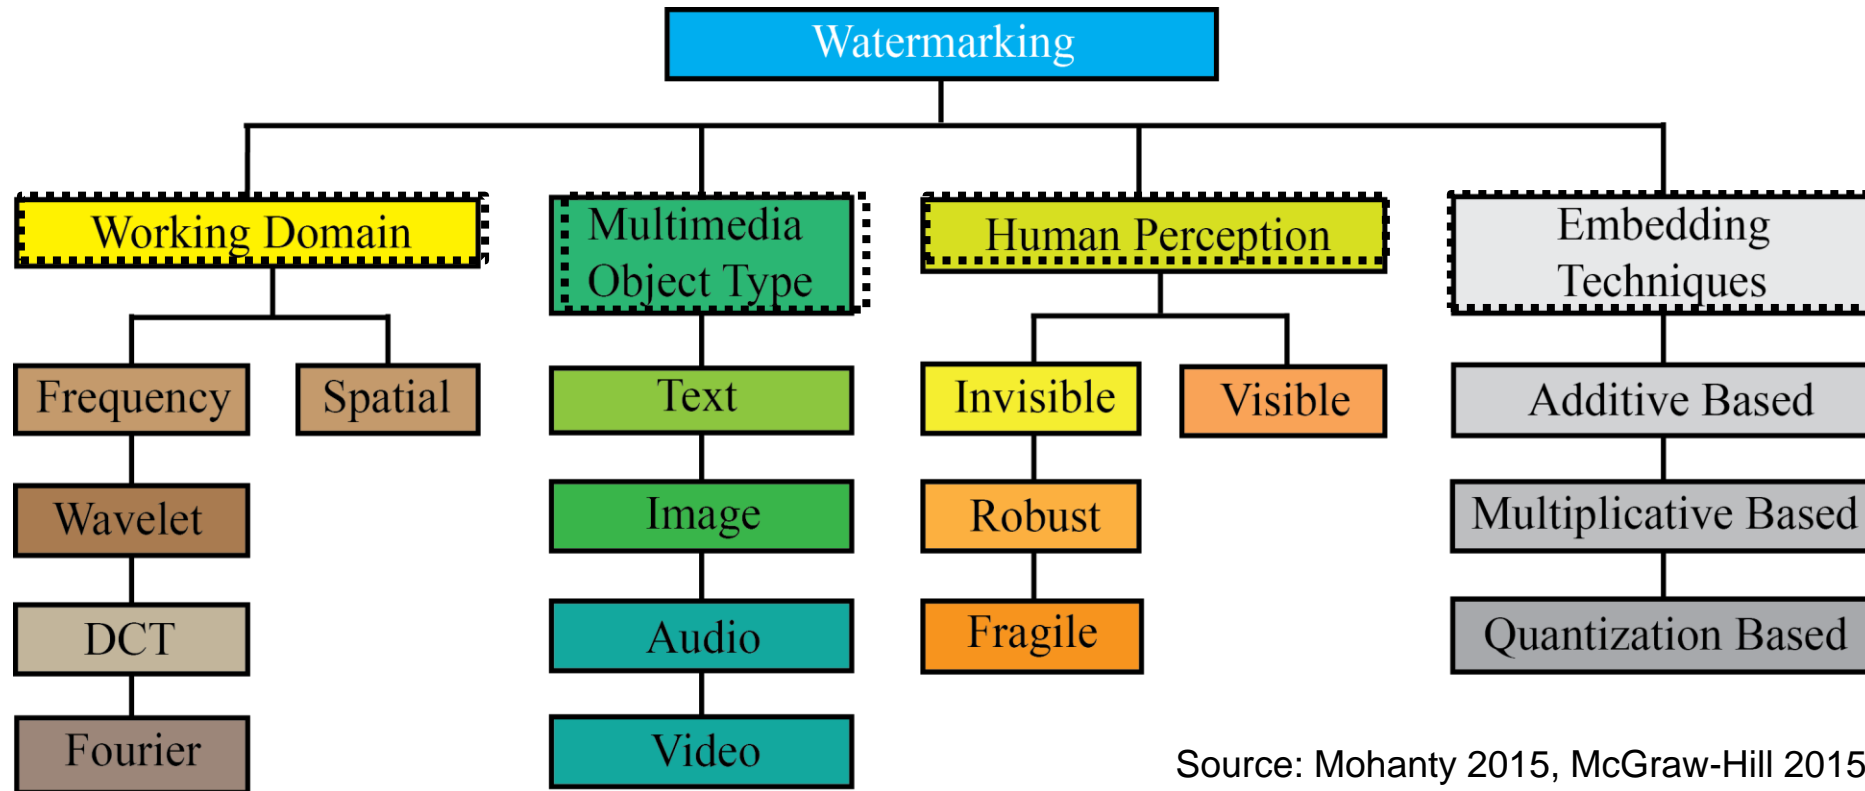 Watermarking
Working Domain
Frequency
Spatial
Wavelet
DCT
Fourier
Multimedia
Object Type
Text
Image
Audio
Video
Human Perception
Invisible
Visible
Robust
Fragile
Embedding
Techniques
Additive Based
Multiplicative Based
Quantization Based
Source: Mohanty 2015, McGraw-Hill 2015